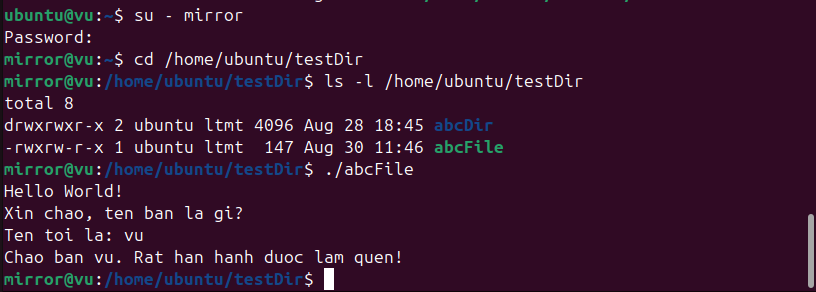 ubuntu@vu:~$ su - mirror
Password:
mirror@vu:~$ cd /home/ubuntu/testDir
mirror@vu:/home/ubuntu/testDir$ ls -l /home/ubuntu/testDir
total 8
drwxrwxr-x 2 ubuntu ltmt 4096 Aug 28 18:45 abcDir
-rwxrw-r-x 1 ubuntu ltmt  147 Aug 30 11:46 abcFile
mirror@vu:/home/ubuntu/testDir$ ./abcFile
Hello World!
Xin chao, ten ban la gi?
Ten toi la: vu
Chao ban vu. Rat han hanh duoc lam quen!
mirror@vu:/home/ubuntu/testDir$